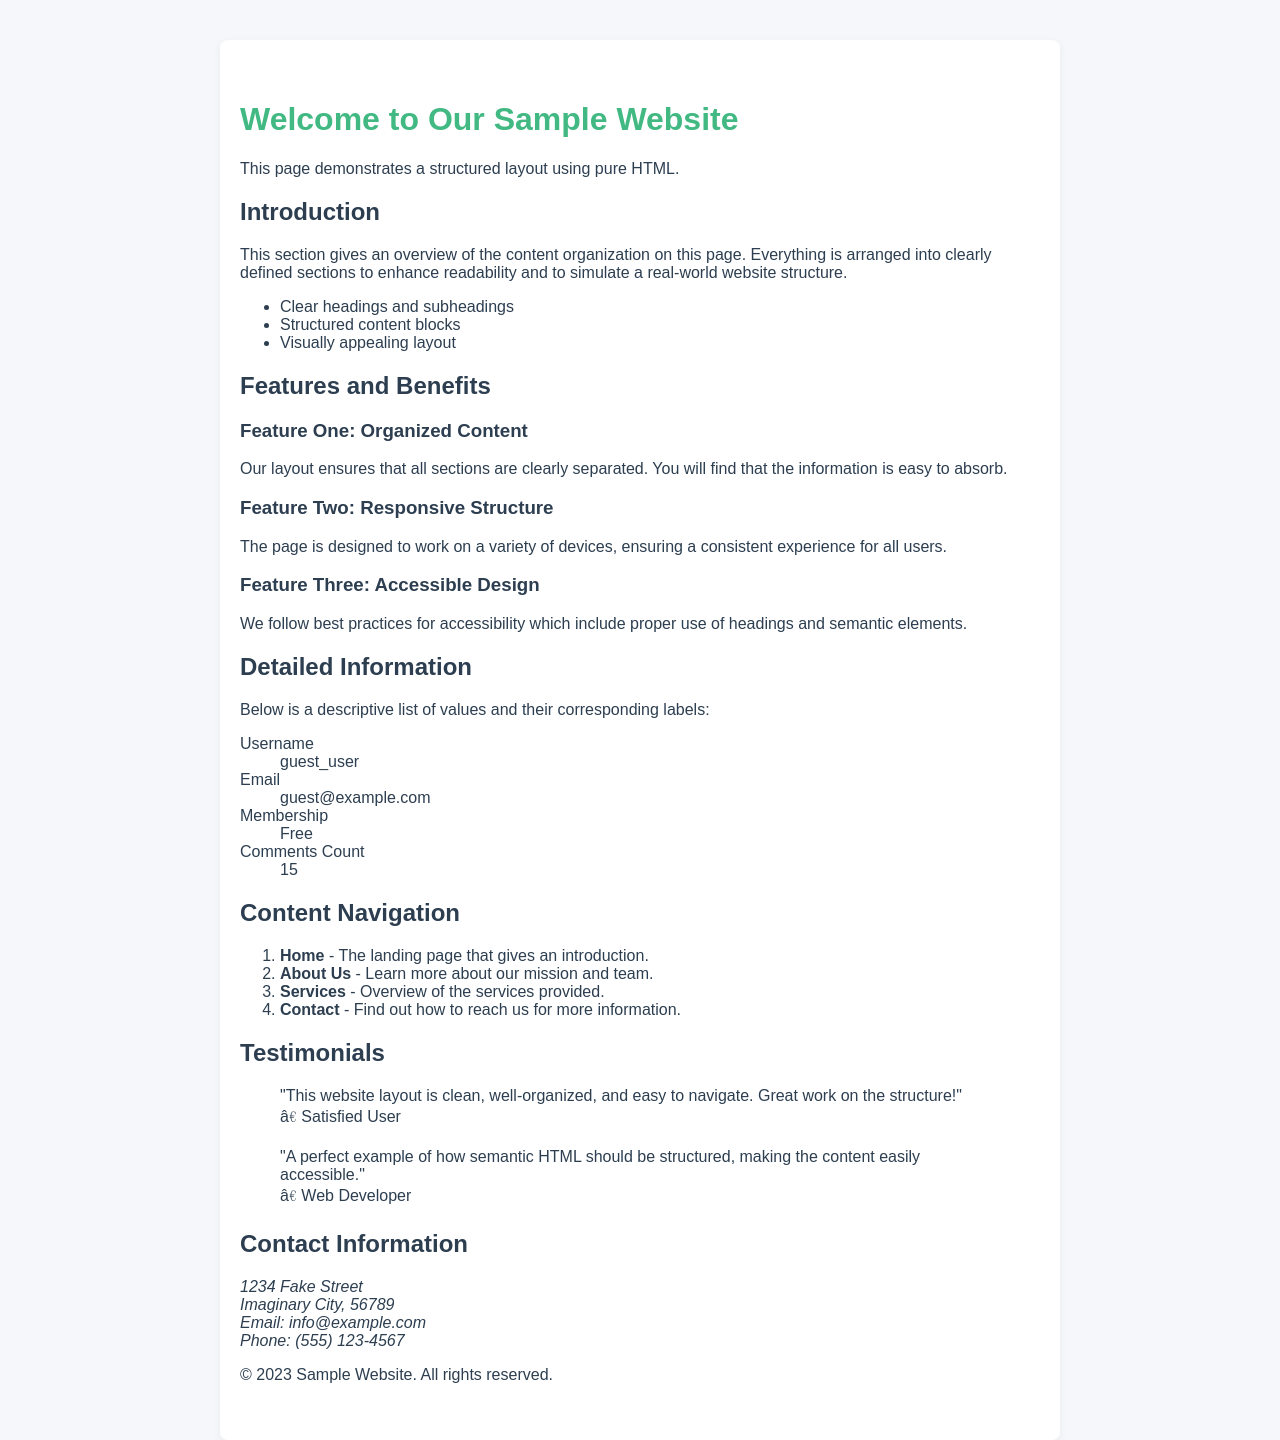 Welcome to Our Sample Website
This page demonstrates a structured layout using pure HTML.
Introduction
This section gives an overview of the content organization on this page. Everything is arranged into clearly
defined sections to enhance readability and to simulate a real-world website structure.
• Clear headings and subheadings
• Structured content blocks
• Visually appealing layout
Features and Benefits
Feature One: Organized Content
Our layout ensures that all sections are clearly separated. You will find that the information is easy to absorb.
Feature Two: Responsive Structure
The page is designed to work on a variety of devices, ensuring a consistent experience for all users.
Feature Three: Accessible Design
We follow best practices for accessibility which include proper use of headings and semantic elements.
Detailed Information
Below is a descriptive list of values and their corresponding labels:
Username
guest_user
Email
guest@example.com
Membership
Free
Comments Count
15
Content Navigation
1. Home - The landing page that gives an introduction.
2. About Us - Learn more about our mission and team.
3. Services - Overview of the services provided.
4. Contact - Find out how to reach us for more information.
Testimonials
"This website layout is clean, well-organized, and easy to navigate. Great work on the structure!"
â€ Satisfied User
"A perfect example of how semantic HTML should be structured, making the content easily
accessible."
â€ Web Developer
Contact Information
1234 Fake Street
Imaginary City, 56789
Email: info@example.com
Phone: (555) 123-4567
© 2023 Sample Website. All rights reserved.